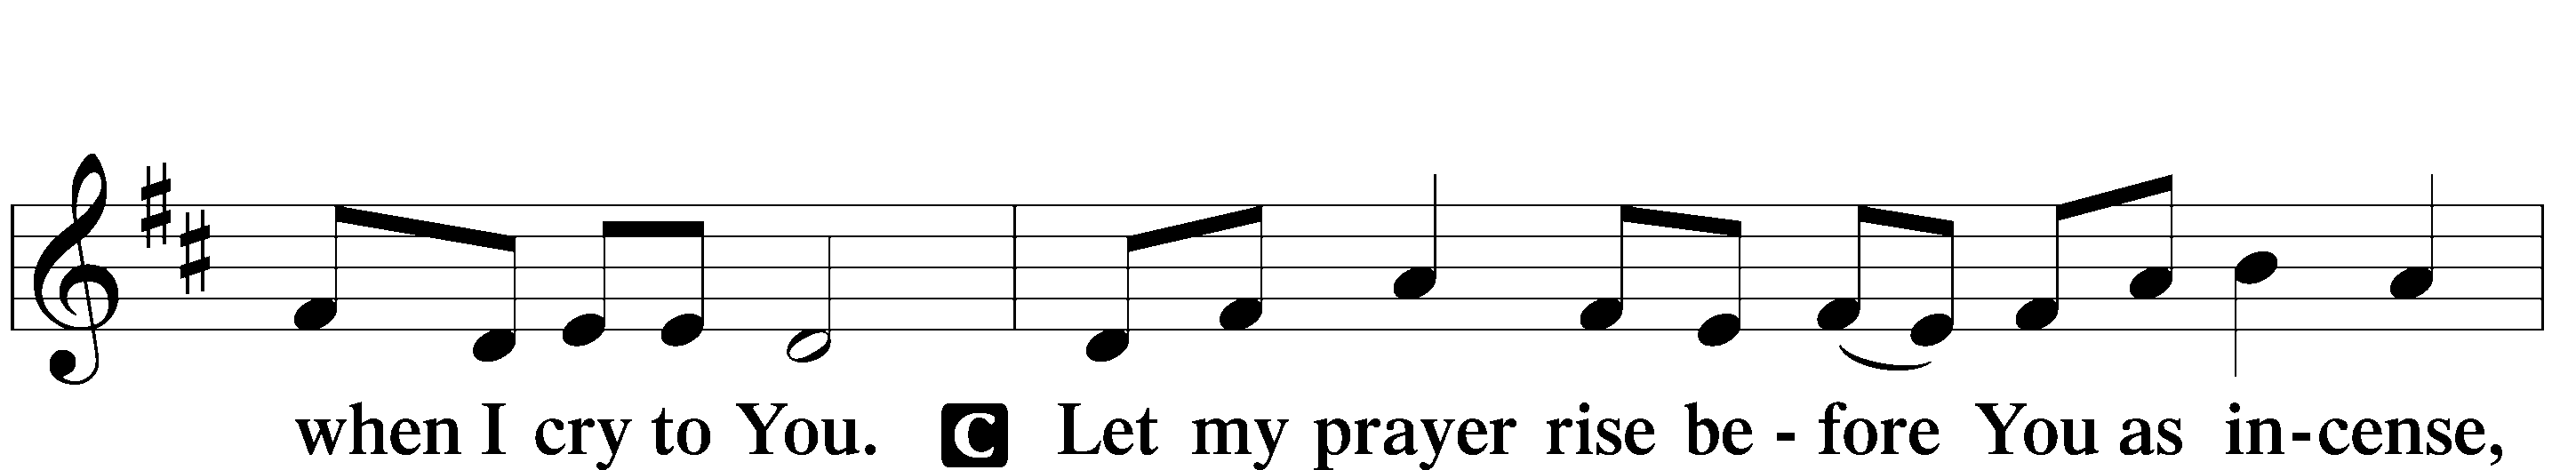 when I cry to You. C Let my prayer rise be - fore You as in-cense,